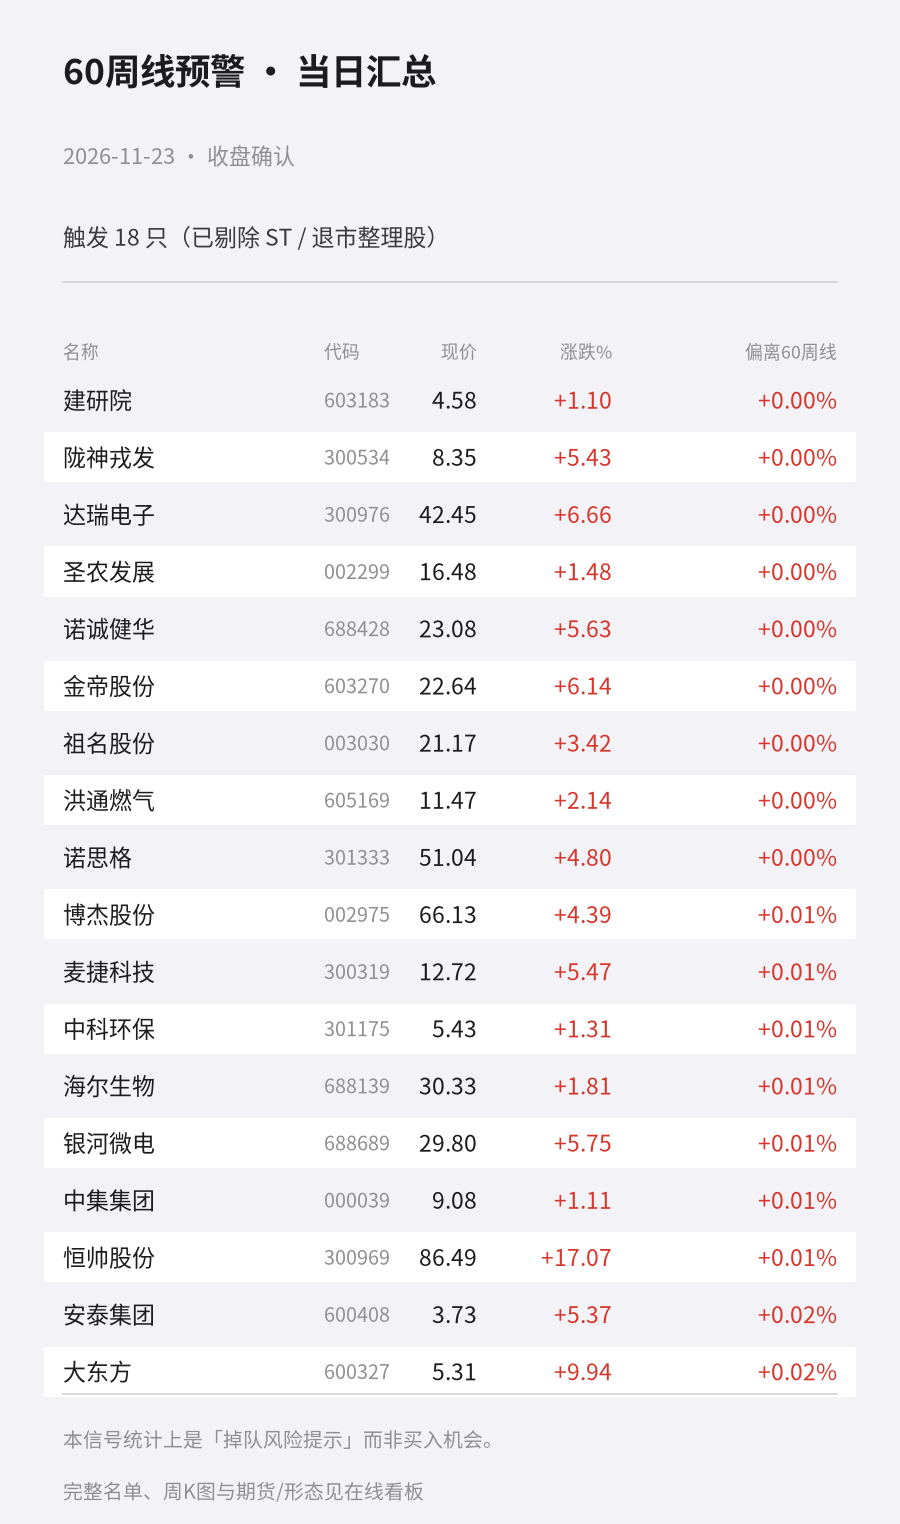 60周线预警 · 当日汇总
2026-11-23 · 收盘确认
触发 18 只（已剔除 ST / 退市整理股）
名称 代码 现价 涨跌% 偏离60周线
建研院 603183 4.58 +1.10 +0.00%
陇神戎发 300534 8.35 +5.43 +0.00%
达瑞电子 300976 42.45 +6.66 +0.00%
圣农发展 002299 16.48 +1.48 +0.00%
诺诚健华 688428 23.08 +5.63 +0.00%
金帝股份 603270 22.64 +6.14 +0.00%
祖名股份 003030 21.17 +3.42 +0.00%
洪通燃气 605169 11.47 +2.14 +0.00%
诺思格 301333 51.04 +4.80 +0.00%
博杰股份 002975 66.13 +4.39 +0.01%
麦捷科技 300319 12.72 +5.47 +0.01%
中科环保 301175 5.43 +1.31 +0.01%
海尔生物 688139 30.33 +1.81 +0.01%
银河微电 688689 29.80 +5.75 +0.01%
中集集团 000039 9.08 +1.11 +0.01%
恒帅股份 300969 86.49 +17.07 +0.01%
安泰集团 600408 3.73 +5.37 +0.02%
大东方 600327 5.31 +9.94 +0.02%
本信号统计上是「掉队风险提示」而非买入机会。
完整名单、周K图与期货/形态见在线看板